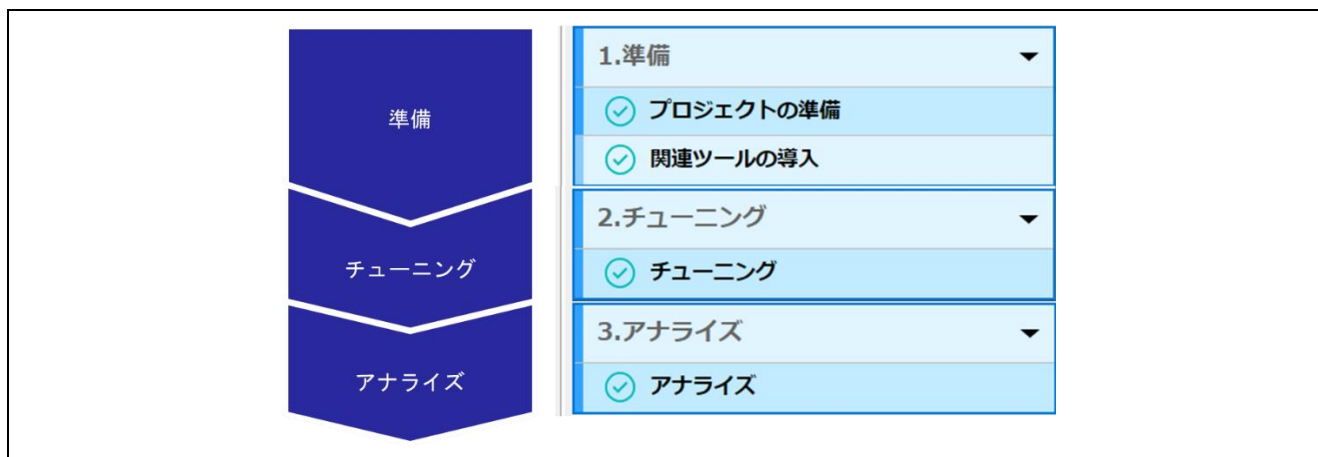 準備
1.準備
プロジェクトの準備
関連ツールの導入
チューニング
2.チューニング
チューニング
アナライズ
3.アナライズ
アナライズ